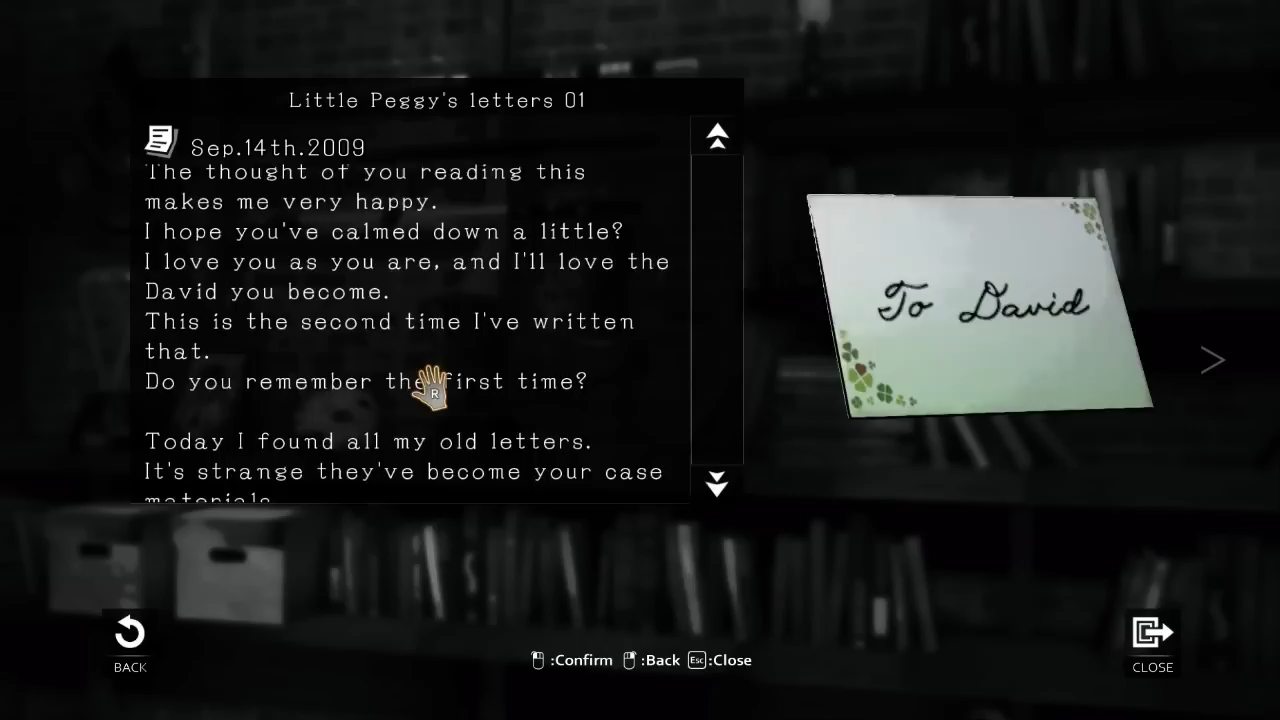 Little Peggy's letters 01
Sep.14th.2009
The thought of you reading this
makes me very happy.
I hope you've calmed down a little?
I love you as you are, and I'll love the
David you become.
This is the second time I've written
that.
Do you remember the first time?
Today I found all my old letters.
It's strange they've become your case
materials
To David
R
BACK
:Confirm :Back Esc :Close
CLOSE